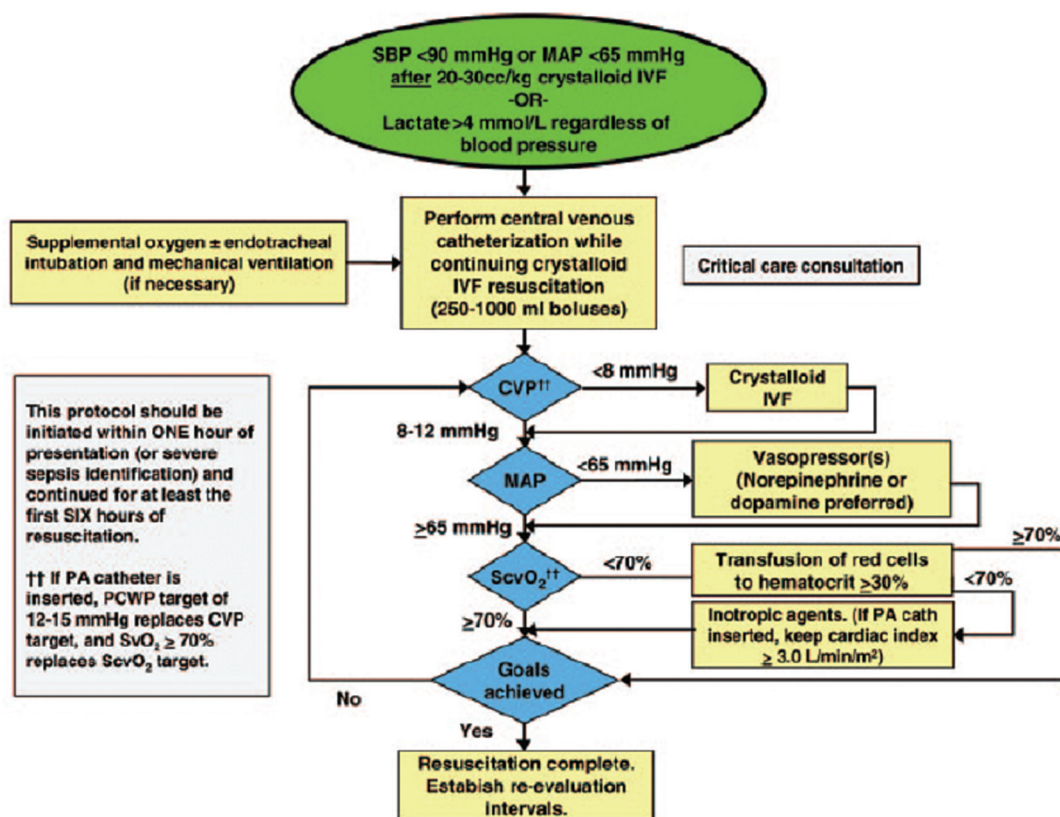 SBP <90 mmHg or MAP <65 mmHg
after 20-30cc/kg crystalloid IVF
-OR-
Lactate>4 mmol/L regardless of
blood pressure
Supplemental oxygen ± endotracheal
intubation and mechanical ventilation
(if necessary)
Perform central venous
catheterization while
continuing crystalloid
IVF resuscitation
(250-1000 ml boluses)
Critical care consultation
This protocol should be
initiated within ONE hour of
presentation (or severe
sepsis identification) and
continued for at least the
first SIX hours of
resuscitation.
†† If PA catheter is
inserted, PCWP target of
12-15 mmHg replaces CVP
target, and SvO₂ ≥ 70%
replaces ScvO₂ target.
CVP††
<8 mmHg
Crystalloid
IVF
8-12 mmHg
MAP
<65 mmHg
Vasopressor(s)
(Norepinephrine or
dopamine preferred)
≥65 mmHg
ScvO₂††
<70%
Transfusion of red cells
to hematocrit ≥30%
≥70%
<70%
Inotropic agents. (If PA cath
inserted, keep cardiac index
≥ 3.0 L/min/m²)
≥70%
Goals
achieved
No
Yes
Resuscitation complete.
Estabish re-evaluation
intervals.